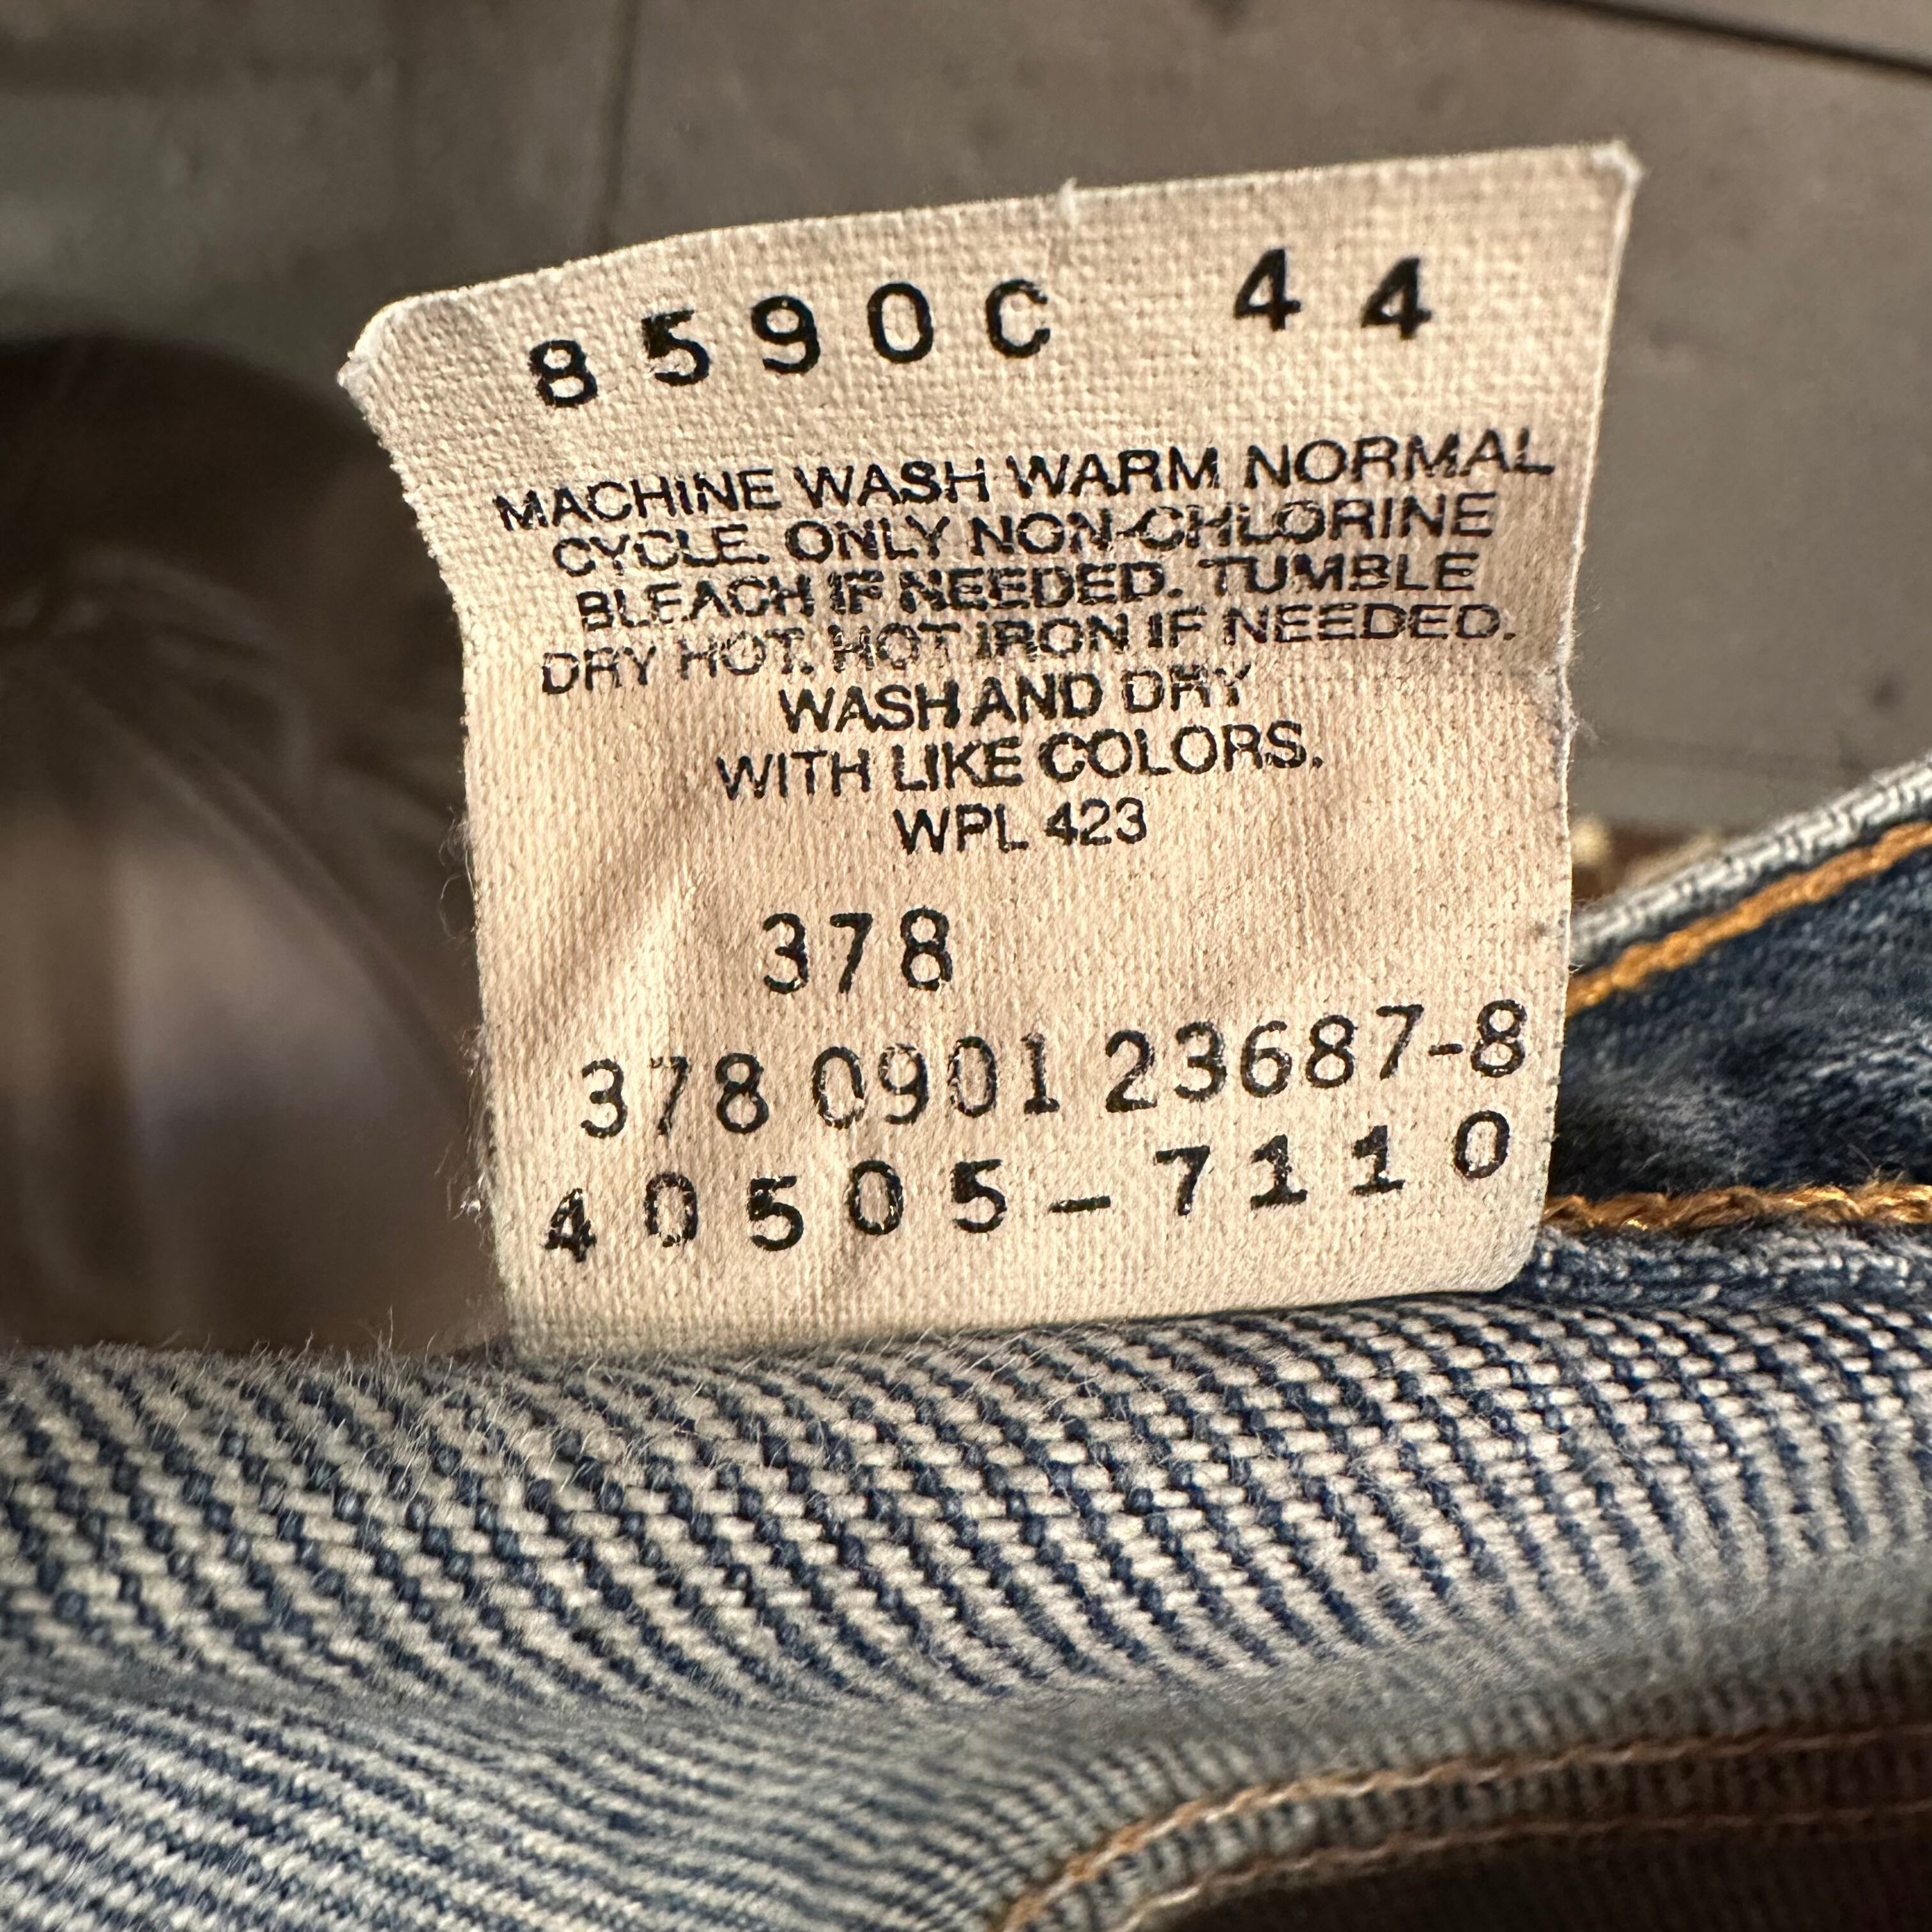 8590C 44
MACHINE WASH WARM NORMAL
CYCLE. ONLY NON-CHLORINE
BLEACH IF NEEDED. TUMBLE
DRY HOT. HOT IRON IF NEEDED.
WASH AND DRY
WITH LIKE COLORS.
WPL 423
378
378 0901 23687-8
40505-7110